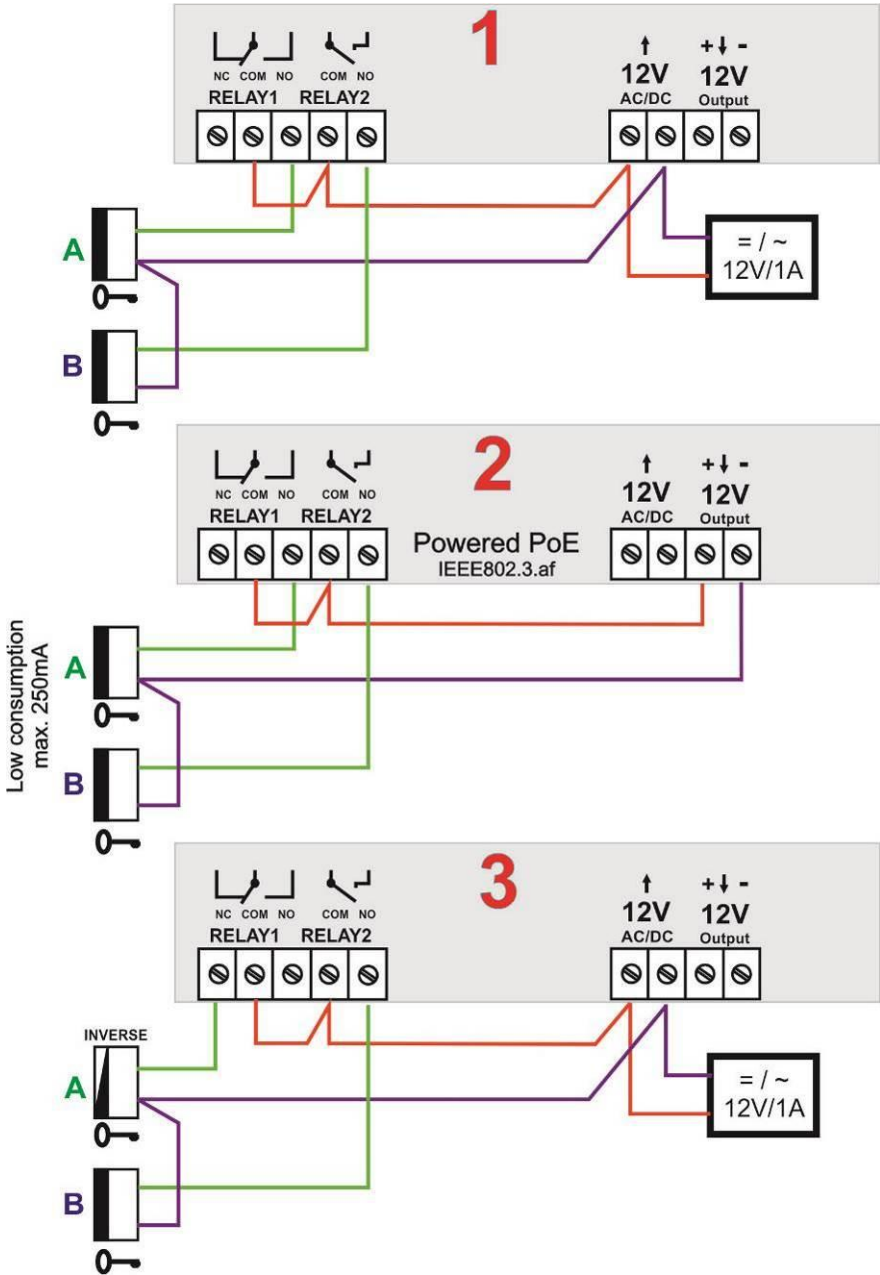 1
NC COM NO COM NO
RELAY1 RELAY2
12V 12V
+ -
AC/DC Output
A
= / ~
12V/1A
B
2
NC COM NO COM NO
RELAY1 RELAY2
Powered PoE
IEEE802.3.af
+ -
12V 12V
AC/DC Output
Low consumption
max. 250mA
A
B
3
NC COM NO COM NO
RELAY1 RELAY2
+ -
12V 12V
AC/DC Output
INVERSE
A
= / ~
12V/1A
B